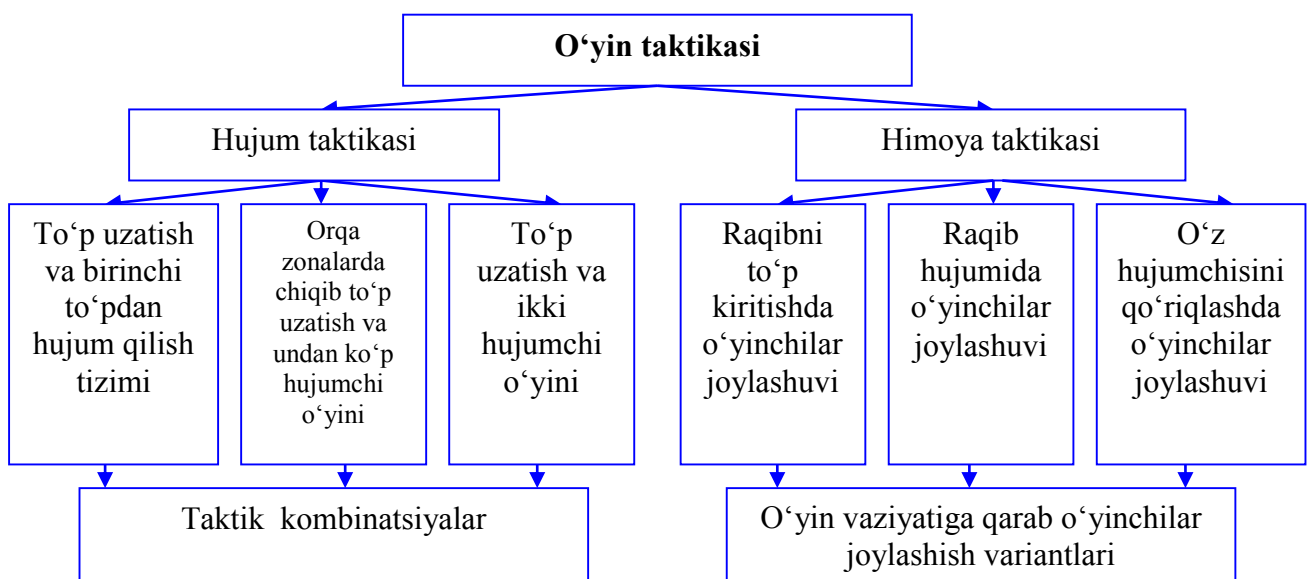 O‘yin taktikasi
Hujum taktikasi
Himoya taktikasi
To‘p uzatish
va birinchi
to‘pdan
hujum qilish
tizimi
Orqa
zonalarda
chiqib to‘p
uzatish va
undan ko‘p
hujumchi
o‘yini
To‘p
uzatish va
ikki
hujumchi
o‘yini
Raqibni
to‘p
kiritishda
o‘yinchilar
joylashuvi
Raqib
hujumida
o‘yinchilar
joylashuvi
O‘z
hujumchisini
qo‘riqlashda
o‘yinchilar
joylashuvi
Taktik kombinatsiyalar
O‘yin vaziyatiga qarab o‘yinchilar
joylashish variantlari